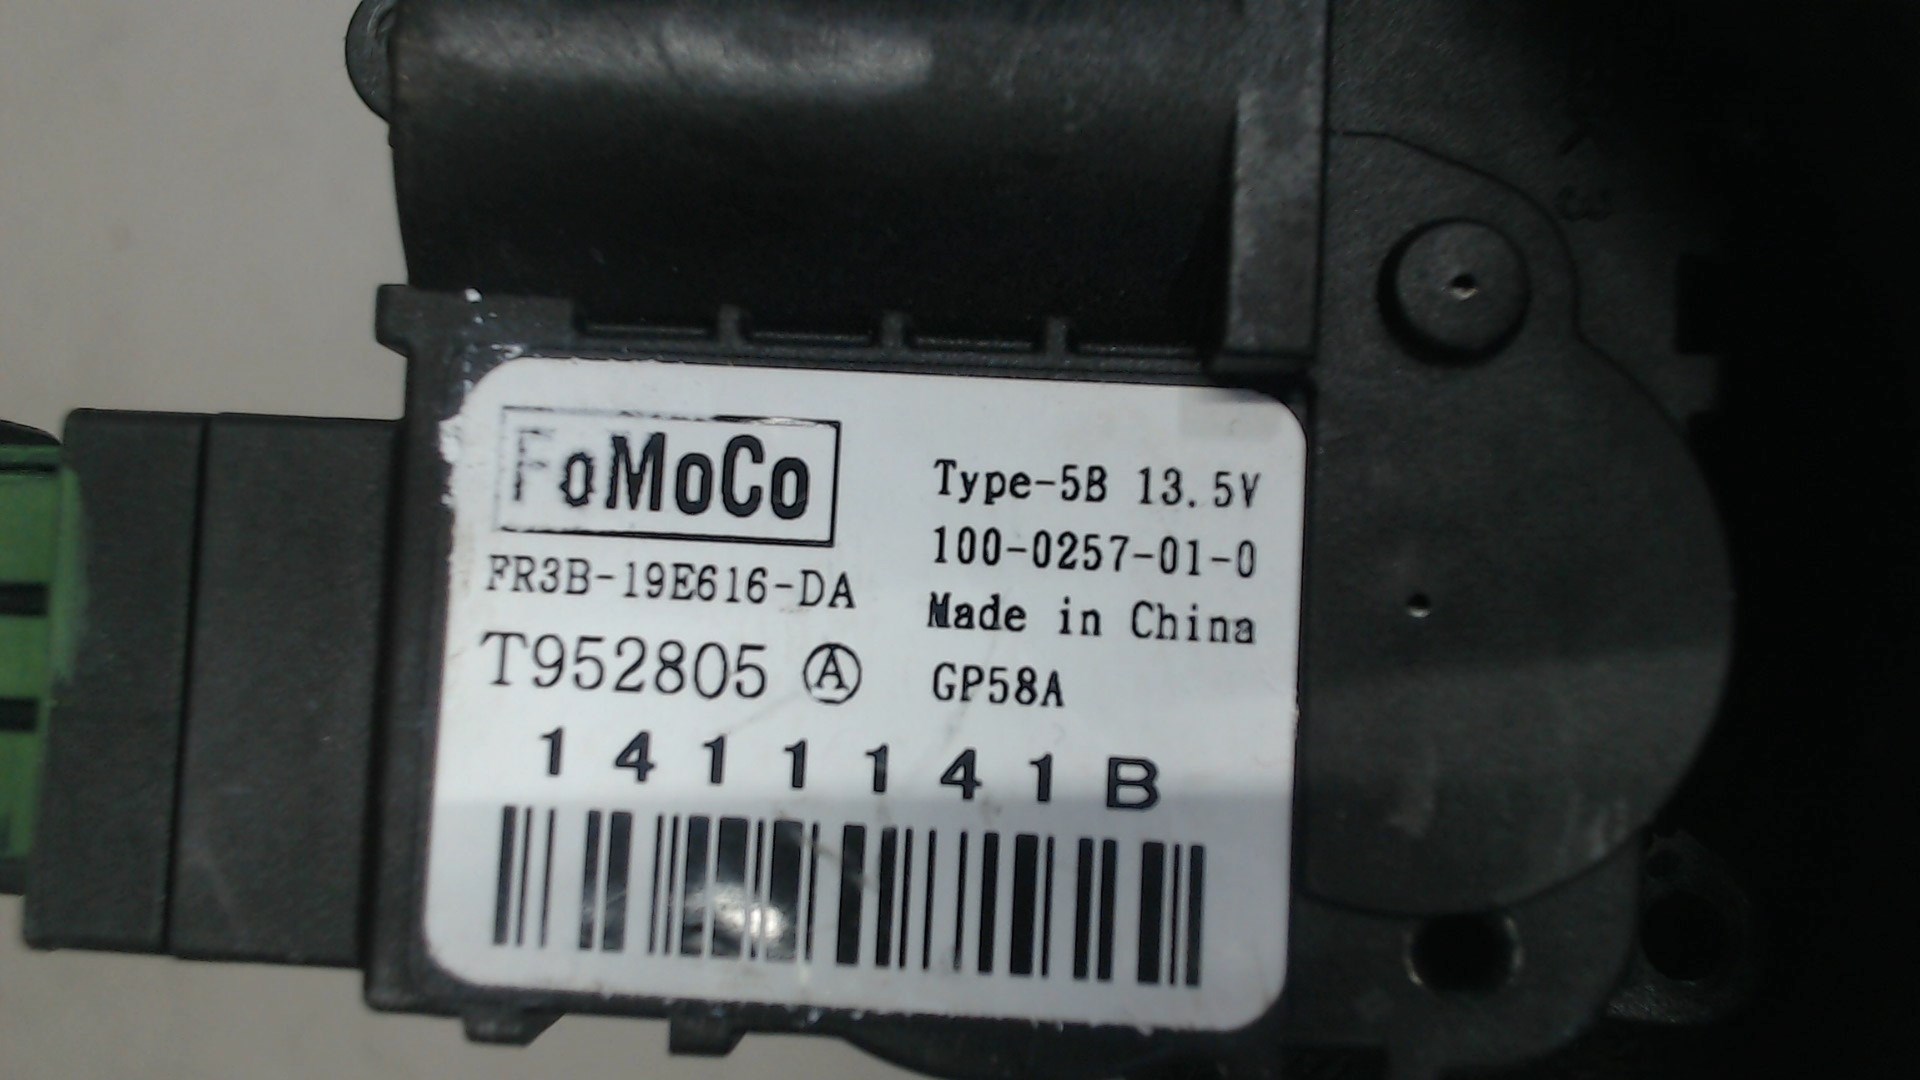 FoMoCo
FR3B-19E616-DA
T952805 Ⓐ
Type-5B 13.5V
100-0257-01-0
Made in China
GP58A
1411141B